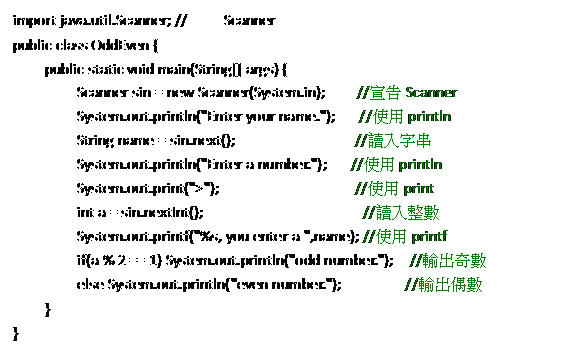 import java.util.Scanner; // Scanner
public class OddEven {
public static void main(String[] args) {
Scanner sin = new Scanner(System.in); //宣告 Scanner
System.out.println("Enter your name."); //使用 println
String name = sin.next(); //讀入字串
System.out.println("Enter a number."); //使用 println
System.out.print(">"); //使用 print
int a = sin.nextInt(); //讀入整數
System.out.printf("%s, you enter a ",name); //使用 printf
if(a % 2 == 1) System.out.println("odd number."); //輸出奇數
else System.out.println("even number."); //輸出偶數
}
}